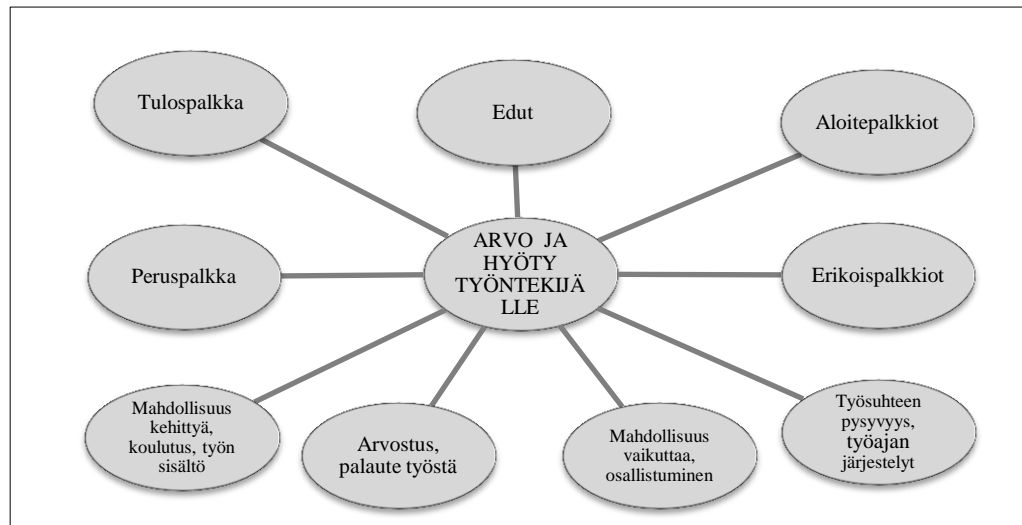 Tulospalkka
Edut
Aloitepalkkiot
ARVO JA
HYÖTY
TYÖNTEKIJÄ
LLE
Peruspalkka
Erikoispalkkiot
Mahdollisuus
kehittyä,
koulutus, työn
sisältö
Arvostus,
palaute työstä
Mahdollisuus
vaikuttaa,
osallistuminen
Työsuhteen
pysyvyys,
työajan
järjestelyt